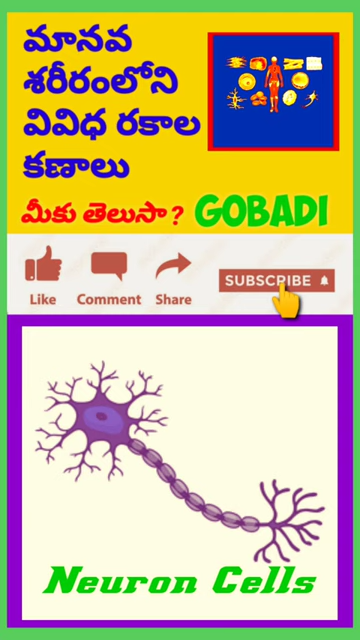 మానవ
శరీరంలోని
వివిధ రకాల
కణాలు
మీకు తెలుసా ? GOBADI
Like Comment Share
SUBSCRIBE
Neuron Cells